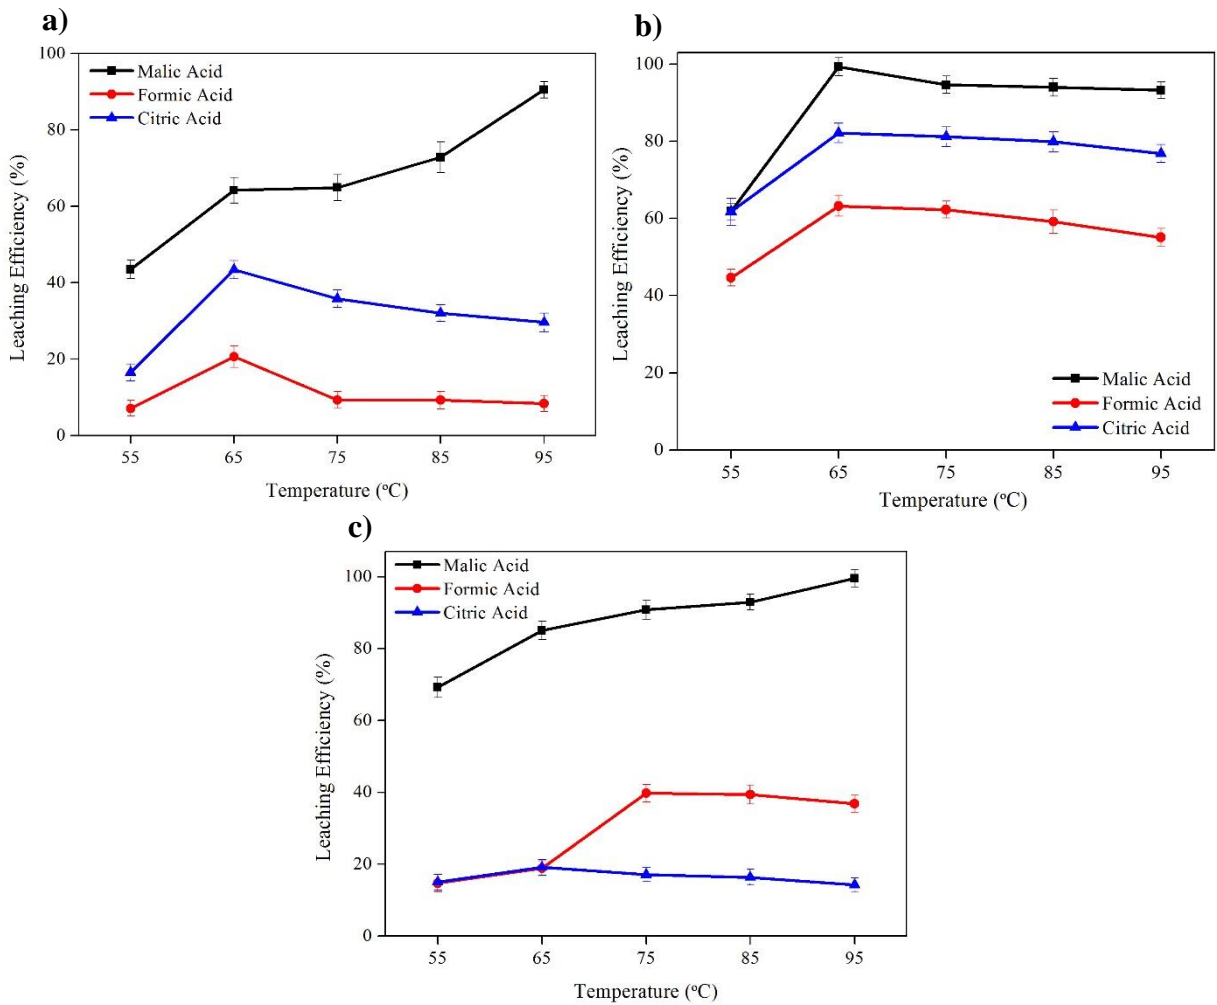 a)
100
80
60
40
20
0
Leaching Efficiency (%)
Malic Acid
Formic Acid
Citric Acid
55 65 75 85 95
Temperature (°C)
b)
100
80
60
40
20
0
Leaching Efficiency (%)
Malic Acid
Formic Acid
Citric Acid
55 65 75 85 95
Temperature (°C)
c)
100
80
60
40
20
0
Leaching Efficiency (%)
Malic Acid
Formic Acid
Citric Acid
55 65 75 85 95
Temperature (°C)